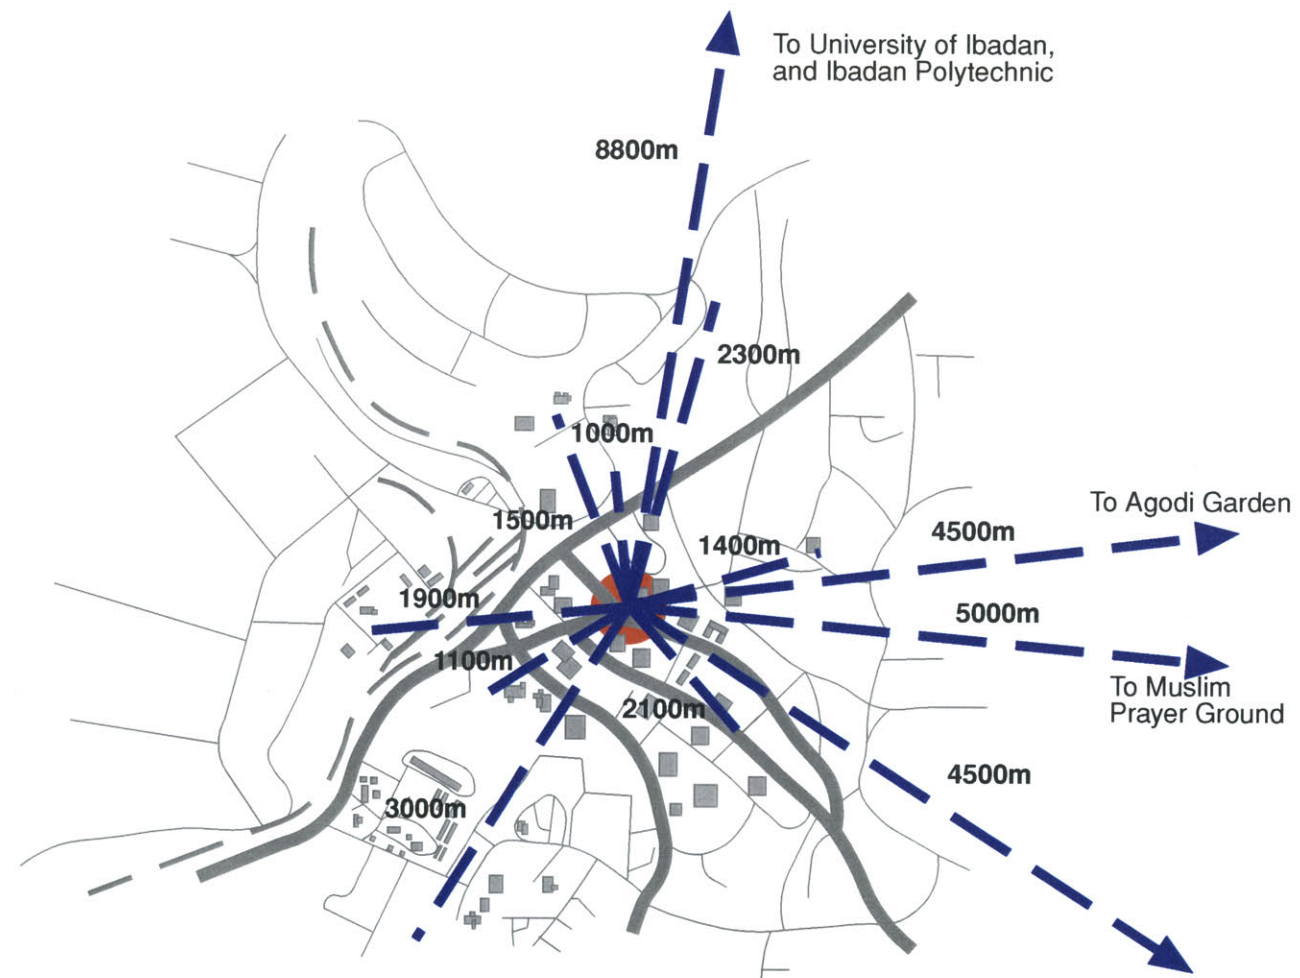 To University of Ibadan,
and Ibadan Polytechnic
8800m
2300m
1000m
To Agodi Garden
1500m
4500m
1400m
1900m
5000m
1100m
To Muslim
Prayer Ground
2100m
4500m
3000m